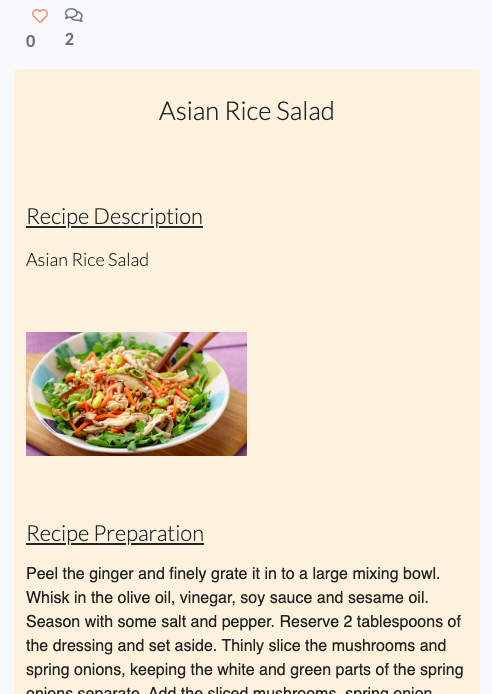 0
2
Asian Rice Salad
Recipe Description
Asian Rice Salad
Recipe Preparation
Peel the ginger and finely grate it in to a large mixing bowl.
Whisk in the olive oil, vinegar, soy sauce and sesame oil.
Season with some salt and pepper. Reserve 2 tablespoons of
the dressing and set aside. Thinly slice the mushrooms and
spring onions, keeping the white and green parts of the spring
onions separate. Add the sliced mushrooms, spring onion